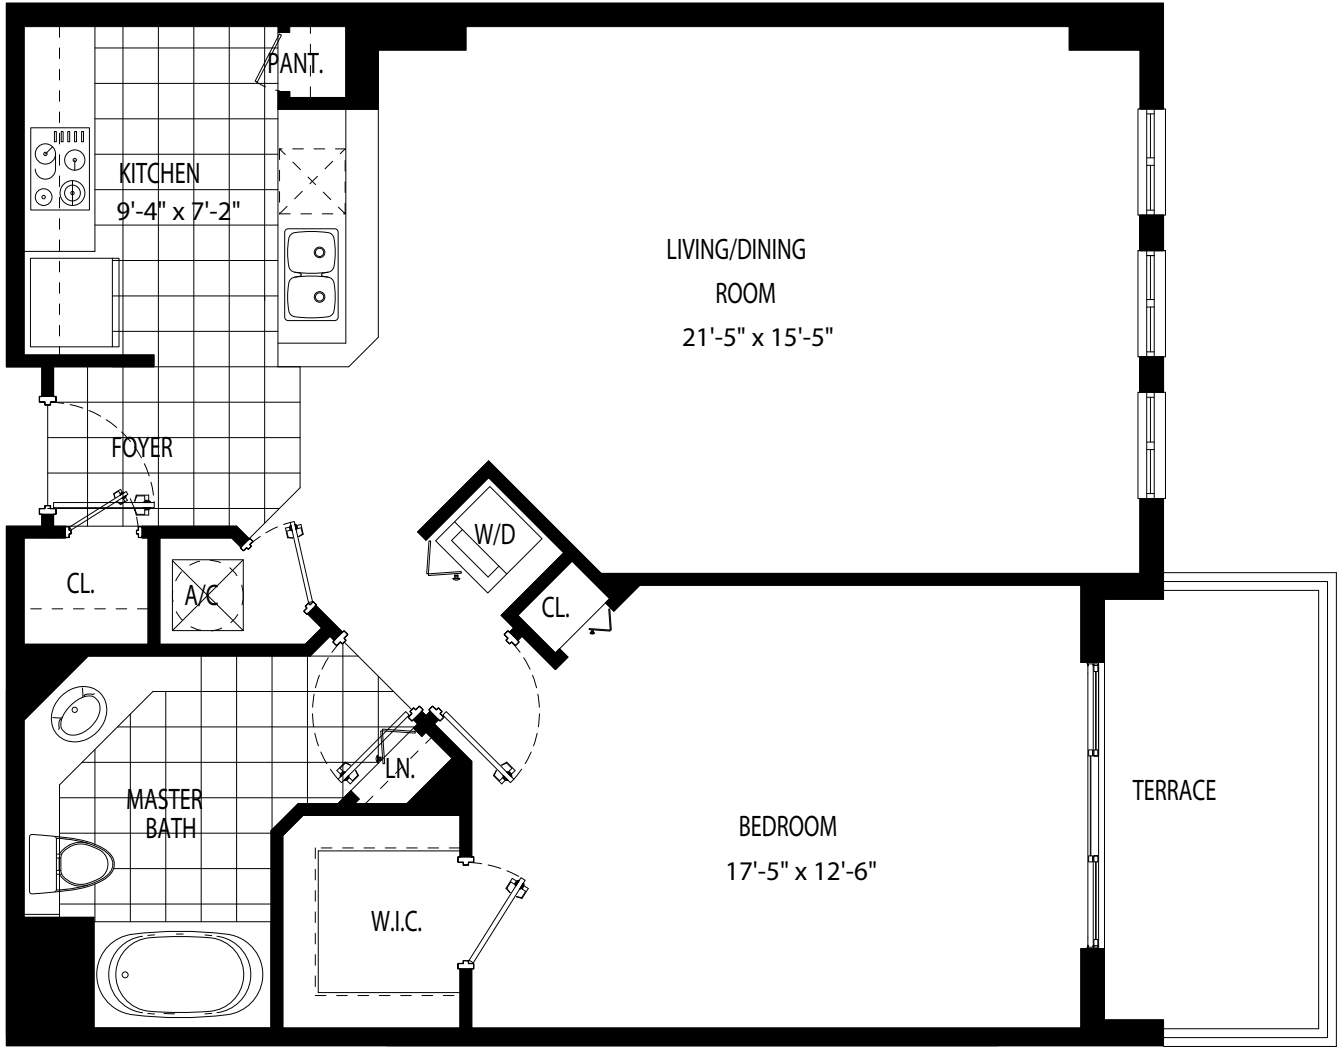 PANT.
KITCHEN
9'-4" x 7'-2"
LIVING/DINING
ROOM
21'-5" x 15'-5"
FOYER
W/D
CL.
A/C
CL.
LN.
MASTER
BATH
TERRACE
BEDROOM
17'-5" x 12'-6"
W.I.C.